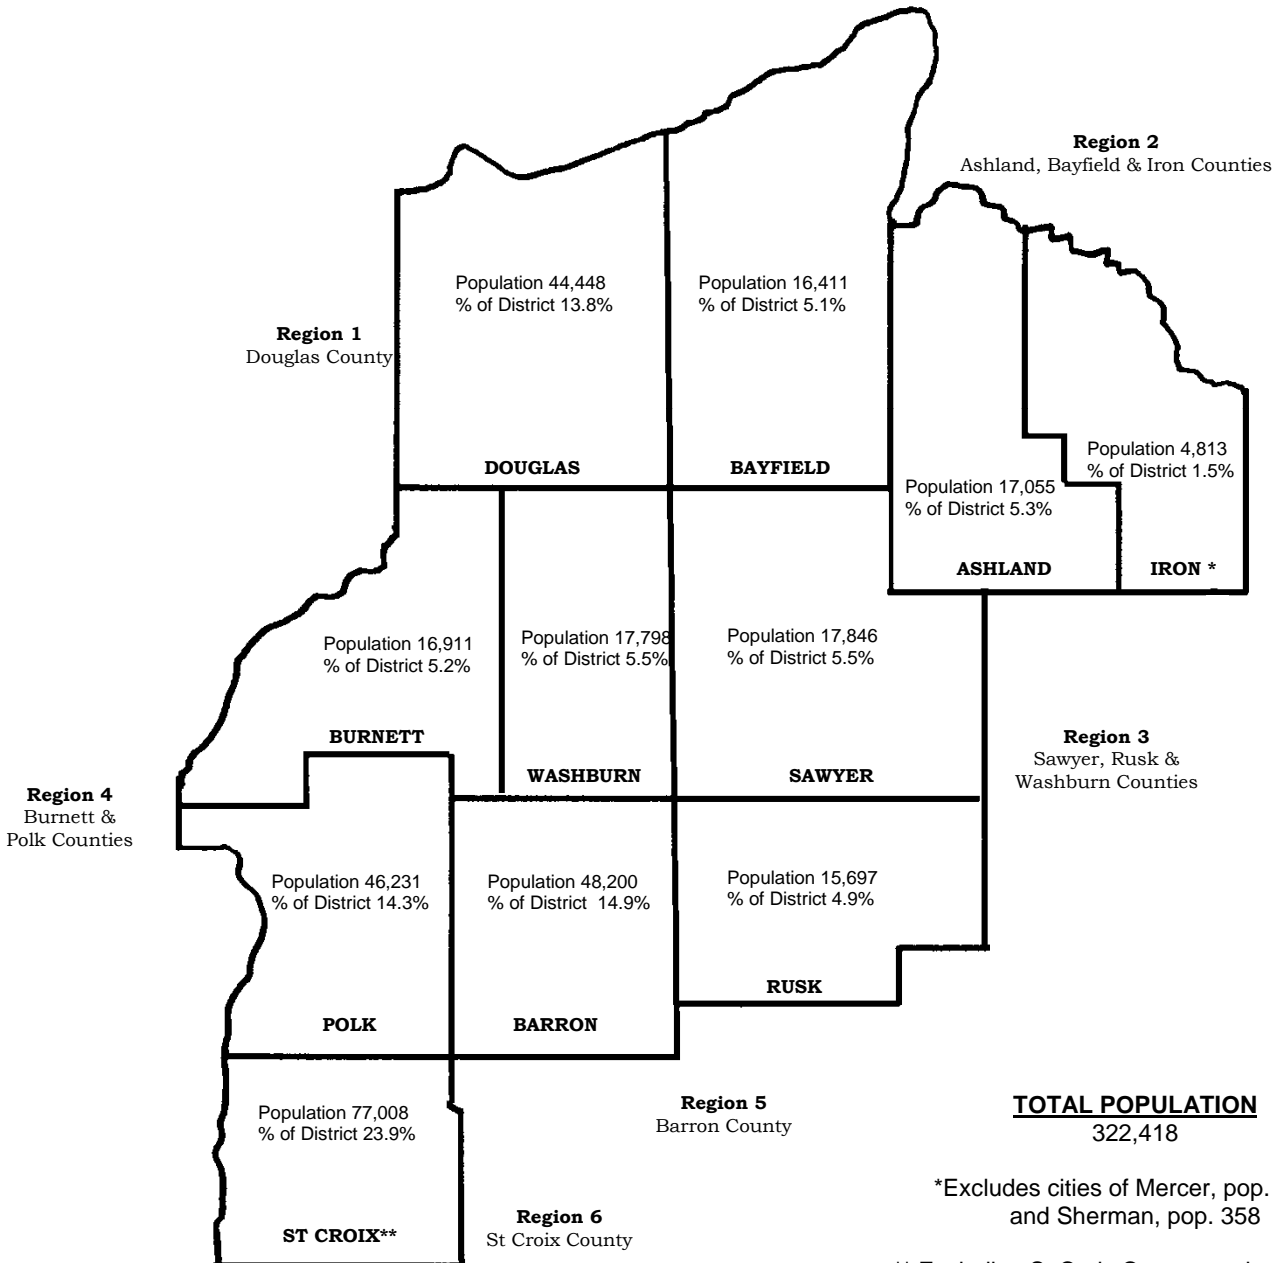 Region 2
Ashland, Bayfield & Iron Counties
Population 44,448
% of District 13.8%
Population 16,411
% of District 5.1%
Region 1
Douglas County
DOUGLAS
BAYFIELD
Population 4,813
% of District 1.5%
Population 17,055
% of District 5.3%
ASHLAND
IRON *
Population 16,911
% of District 5.2%
Population 17,798
% of District 5.5%
Population 17,846
% of District 5.5%
BURNETT
WASHBURN
SAWYER
Region 3
Sawyer, Rusk &
Washburn Counties
Region 4
Burnett &
Polk Counties
Population 46,231
% of District 14.3%
Population 48,200
% of District 14.9%
Population 15,697
% of District 4.9%
RUSK
POLK
BARRON
Population 77,008
% of District 23.9%
Region 5
Barron County
TOTAL POPULATION
322,418
*Excludes cities of Mercer, pop.
and Sherman, pop. 358
ST CROIX**
Region 6
St Croix County